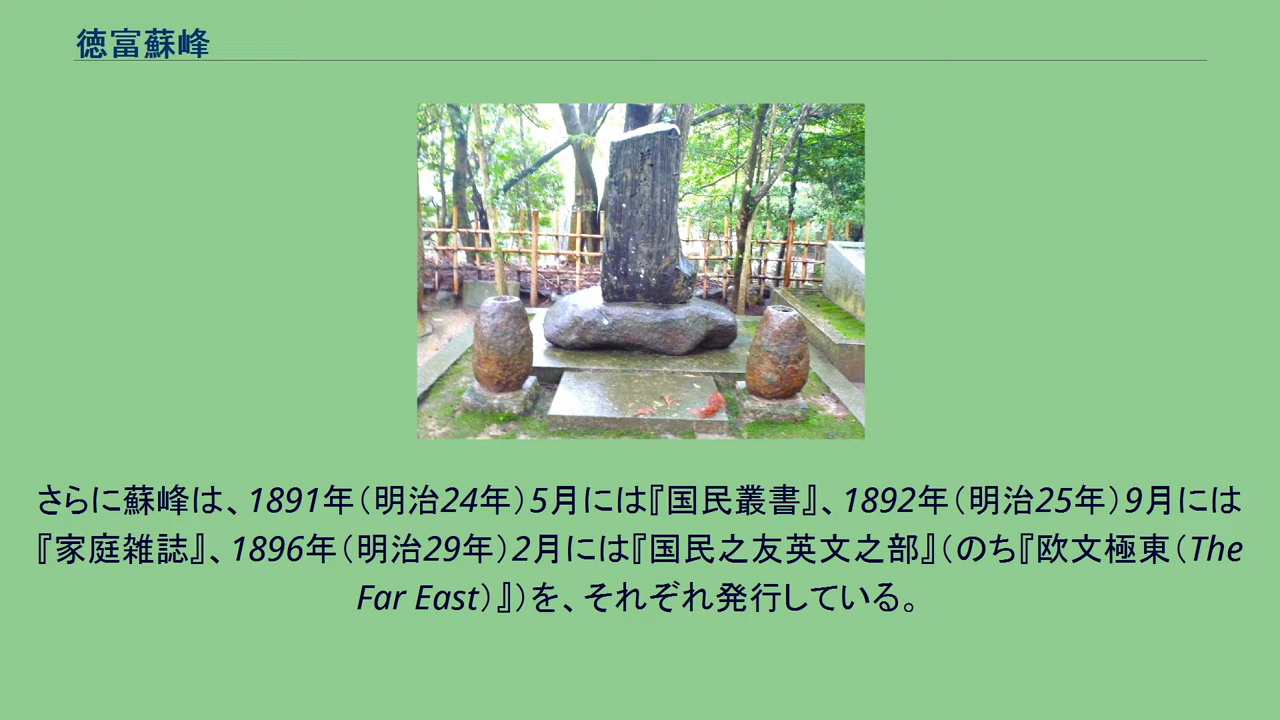 徳富蘇峰
さらに蘇峰は、1891年（明治24年）5月には『国民叢書』、1892年（明治25年）9月には
『家庭雑誌』、1896年（明治29年）2月には『国民之友英文之部』（のち『欧文極東（The
Far East）』）を、それぞれ発行している。